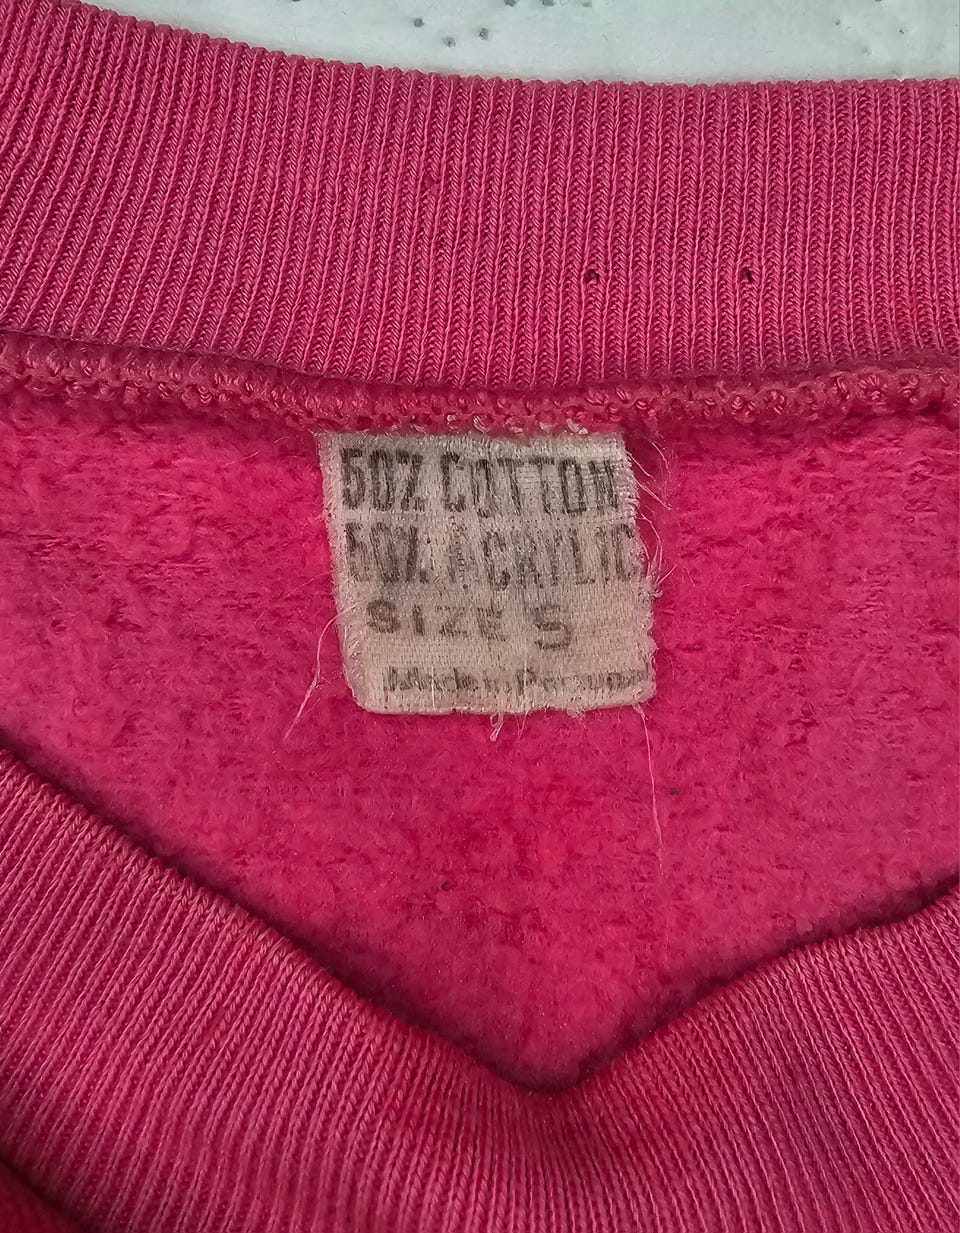 50% COTTON
50% ACRYLIC
SIZE S
Made in